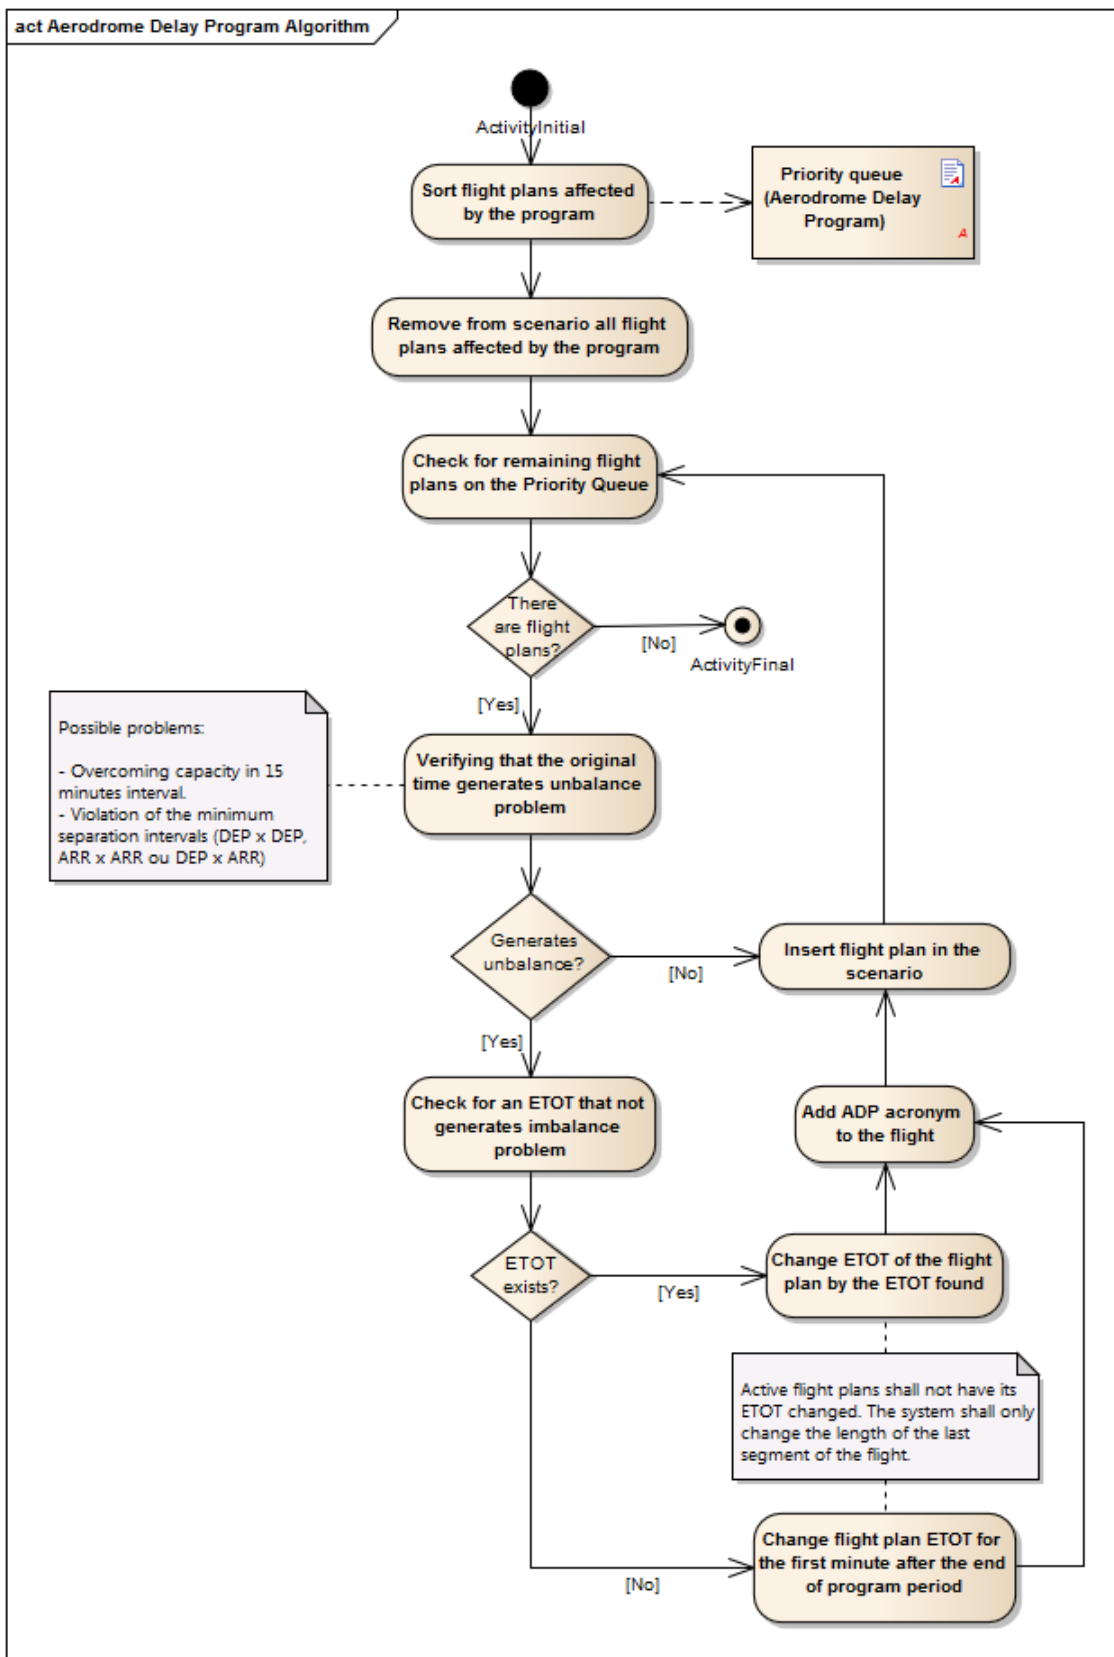 act Aerodrome Delay Program Algorithm
ActivityInitial
Sort flight plans affected
by the program
Priority queue
(Aerodrome Delay
Program)
A
Remove from scenario all flight
plans affected by the program
Check for remaining flight
plans on the Priority Queue
There
are flight
plans?
[No]
ActivityFinal
[Yes]
Possible problems:
- Overcoming capacity in 15
minutes interval.
- Violation of the minimum
separation intervals (DEP x DEP,
ARR x ARR ou DEP x ARR)
Verifying that the original
time generates unbalance
problem
Generates
unbalance?
[No]
Insert flight plan in the
scenario
[Yes]
Check for an ETOT that not
generates imbalance
problem
Add ADP acronym
to the flight
ETOT
exists?
[Yes]
Change ETOT of the flight
plan by the ETOT found
Active flight plans shall not have its
ETOT changed. The system shall only
change the length of the last
segment of the flight.
[No]
Change flight plan ETOT for
the first minute after the end
of program period